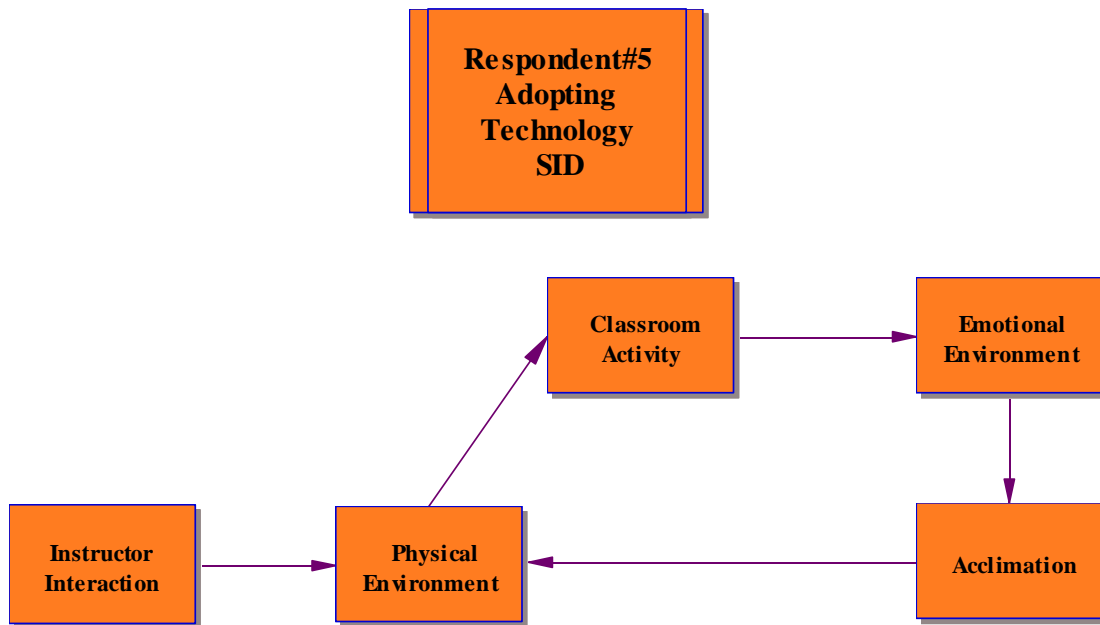 Respondent#5
Adopting
Technology
SID
Classroom
Activity
Emotional
Environment
Instructor
Interaction
Physical
Environment
Acclimation